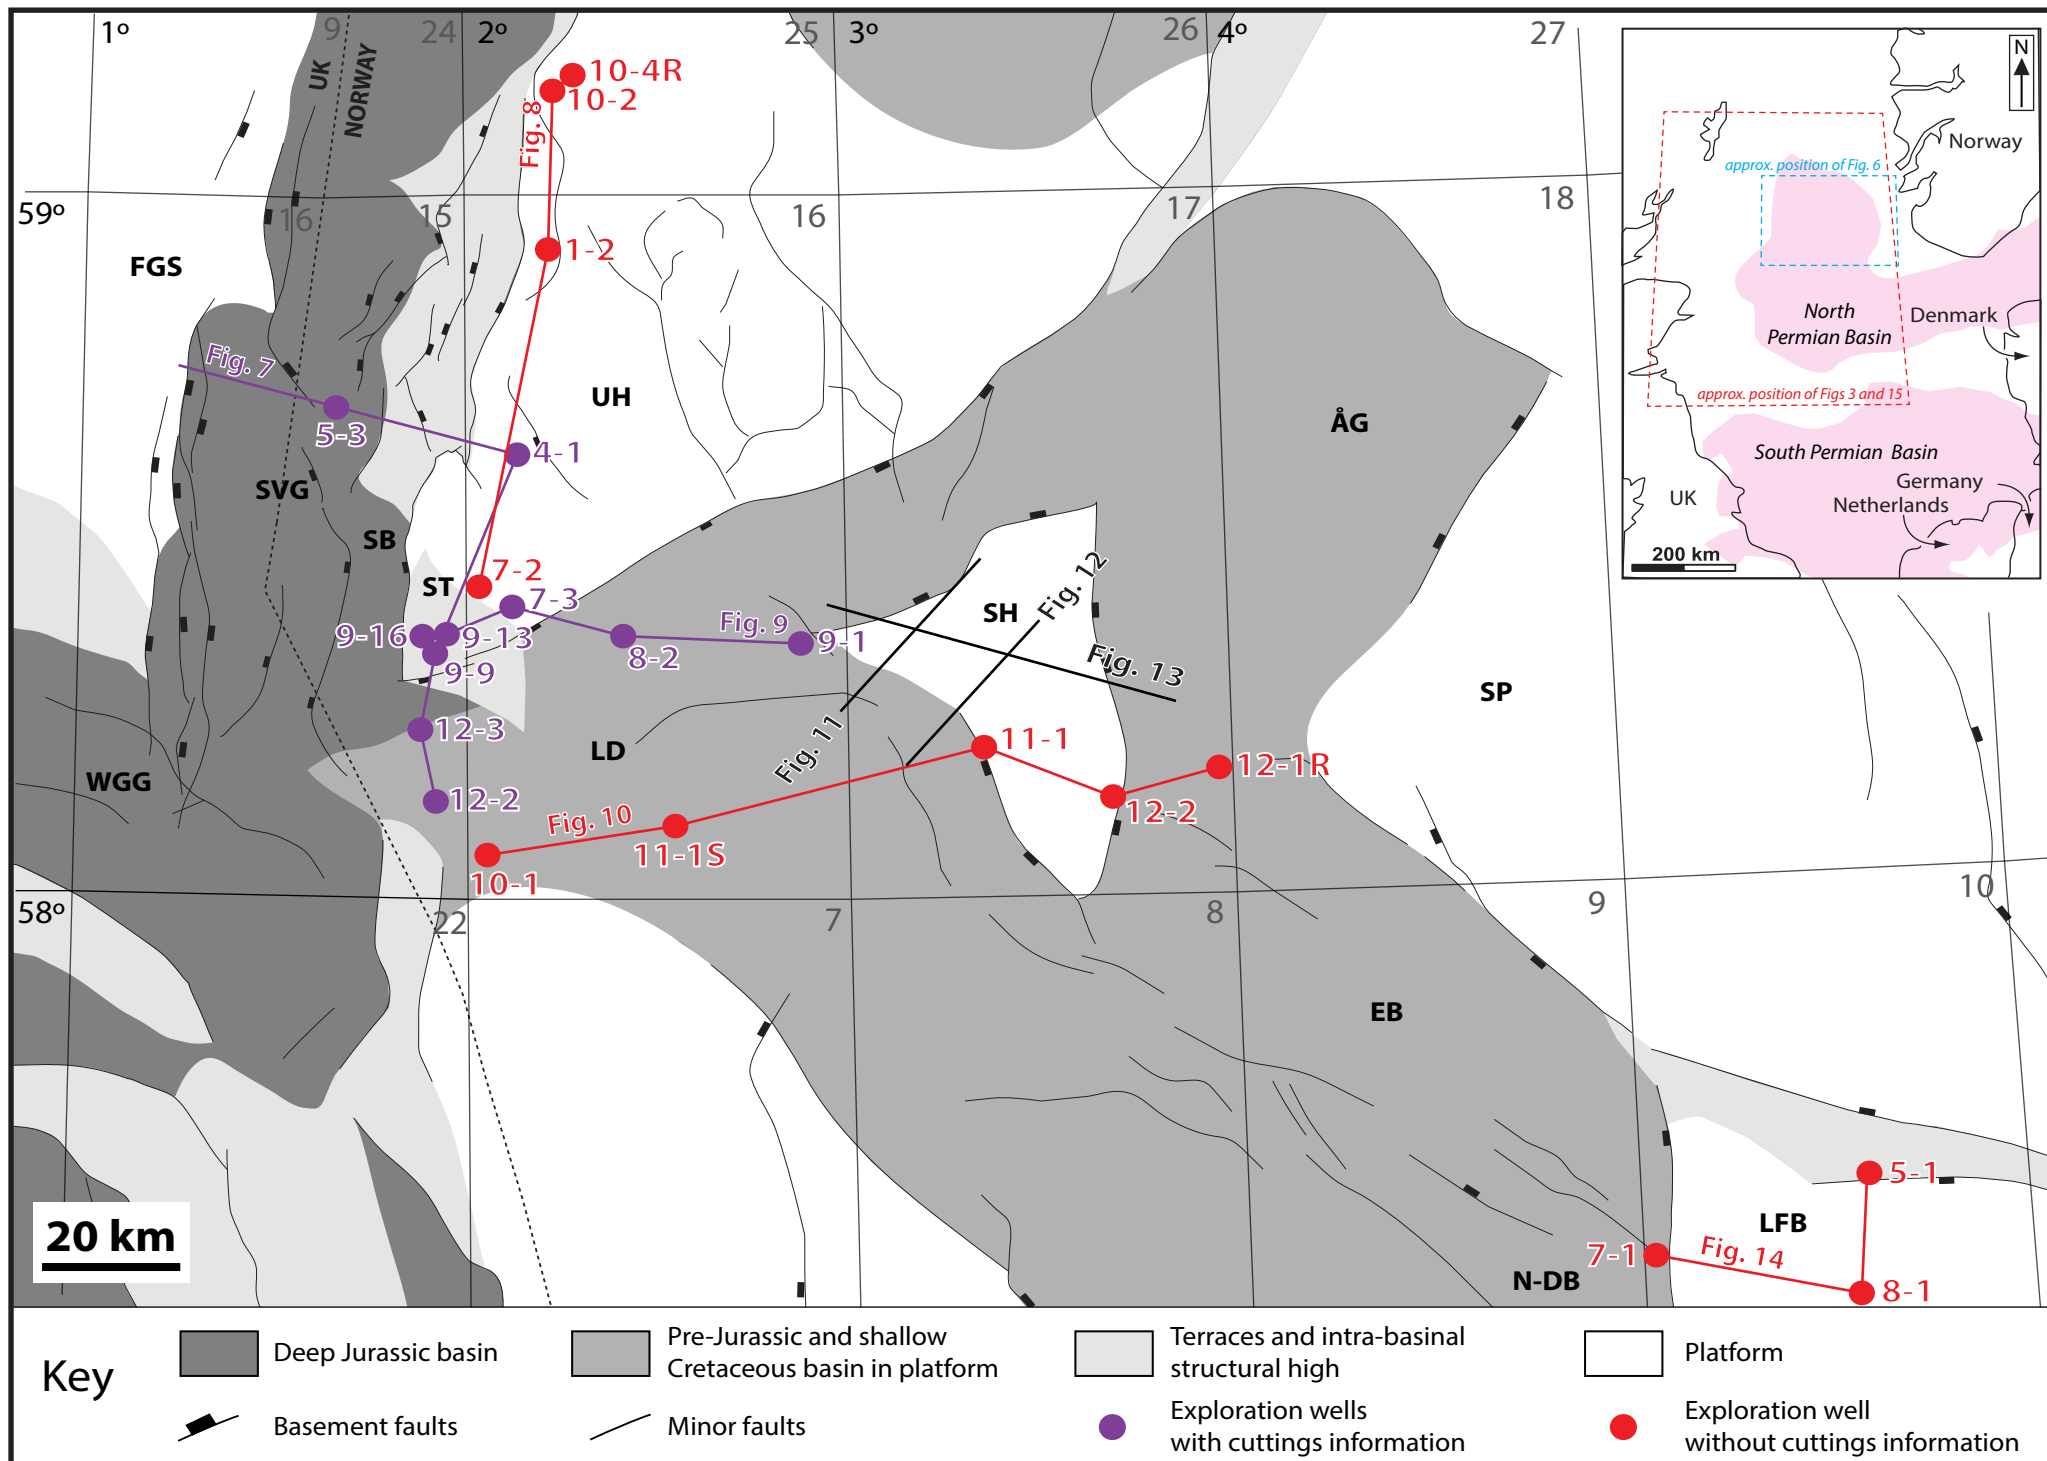 1º
9
24
2º
25
3º
26
4º
27
UK
NORWAY
10-4R
10-2
Fig. 8
N
Norway
approx. position of Fig. 6
59º
16
15
16
17
18
1-2
FGS
North
Permian Basin
Denmark
Fig. 7
5-3
UH
4-1
ÅG
approx. position of Figs 3 and 15
South Permian Basin
Germany
UK
Netherlands
200 km
SVG
SB
ST
7-2
7-3
9-16
9-13
9-9
8-2
Fig. 9
9-1
SH
Fig. 12
Fig. 13
Fig. 11
SP
12-3
LD
11-1
12-1R
WGG
12-2
12-2
Fig. 10
11-1S
10-1
58º
22
7
8
9
10
EB
5-1
LFB
20 km
7-1
Fig. 14
N-DB
8-1
Key
Deep Jurassic basin
Pre-Jurassic and shallow
Cretaceous basin in platform
Terraces and intra-basinal
structural high
Platform
Basement faults
Minor faults
Exploration wells
with cuttings information
Exploration well
without cuttings information